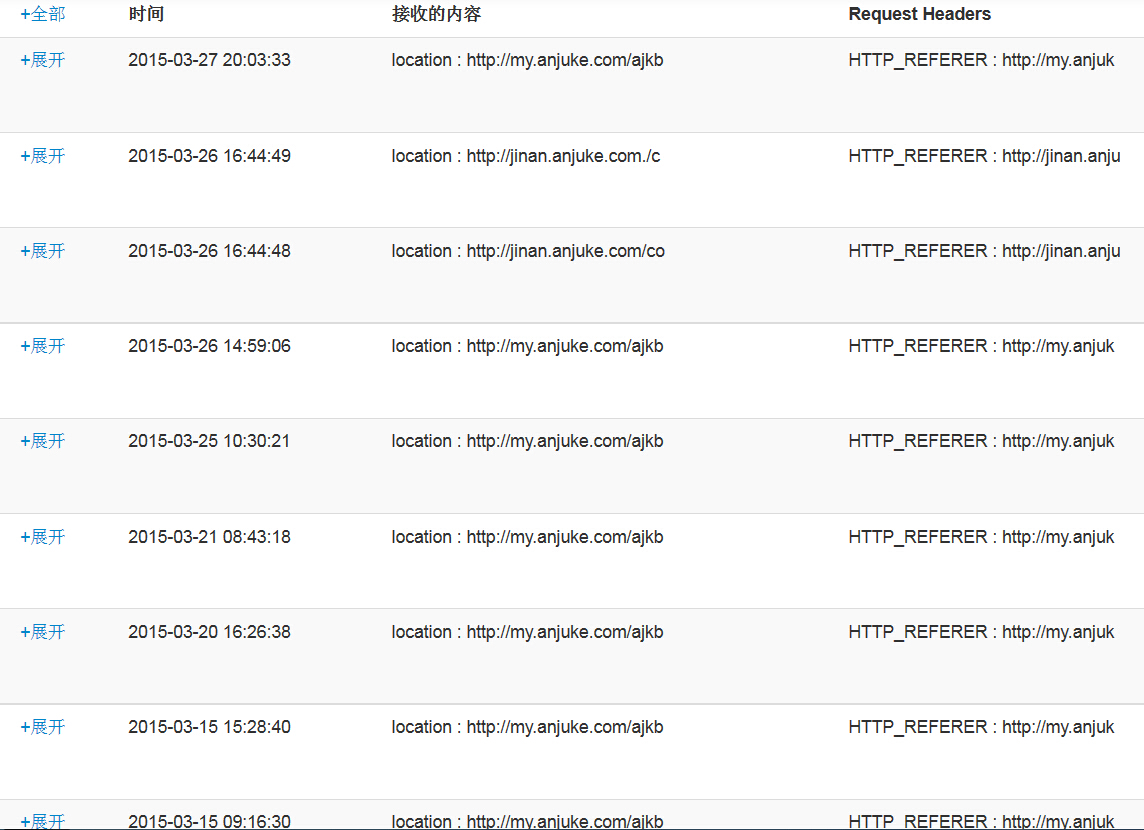 +全部 时间 接收的内容 Request Headers
+展开 2015-03-27 20:03:33 location : http://my.anjuke.com/ajkb HTTP_REFERER : http://my.anjuk
+展开 2015-03-26 16:44:49 location : http://jinan.anjuke.com./c HTTP_REFERER : http://jinan.anju
+展开 2015-03-26 16:44:48 location : http://jinan.anjuke.com/co HTTP_REFERER : http://jinan.anju
+展开 2015-03-26 14:59:06 location : http://my.anjuke.com/ajkb HTTP_REFERER : http://my.anjuk
+展开 2015-03-25 10:30:21 location : http://my.anjuke.com/ajkb HTTP_REFERER : http://my.anjuk
+展开 2015-03-21 08:43:18 location : http://my.anjuke.com/ajkb HTTP_REFERER : http://my.anjuk
+展开 2015-03-20 16:26:38 location : http://my.anjuke.com/ajkb HTTP_REFERER : http://my.anjuk
+展开 2015-03-15 15:28:40 location : http://my.anjuke.com/ajkb HTTP_REFERER : http://my.anjuk
+展开 2015-03-15 09:16:30 location : http://my.anjuke.com/ajkb HTTP_REFERER : http://my.anjuk